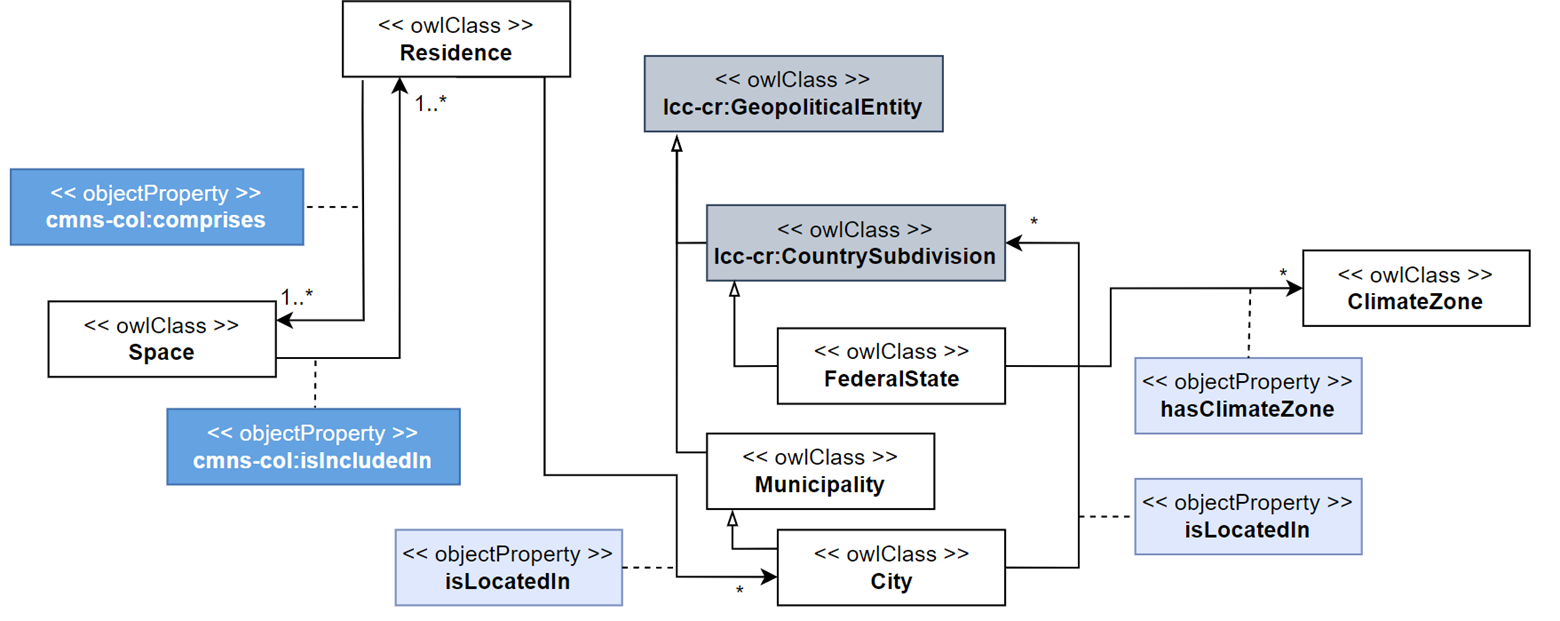 << owlClass >>
Residence
<< owlClass >>
lcc-cr:GeopoliticalEntity
1..*
<< objectProperty >>
cmns-col:comprises
<< owlClass >>
lcc-cr:CountrySubdivision
*
<< owlClass >>
ClimateZone
*
1..*
<< owlClass >>
Space
<< owlClass >>
FederalState
<< objectProperty >>
hasClimateZone
<< objectProperty >>
cmns-col:isIncludedIn
<< owlClass >>
Municipality
<< objectProperty >>
isLocatedIn
<< objectProperty >>
isLocatedIn
*
<< owlClass >>
City